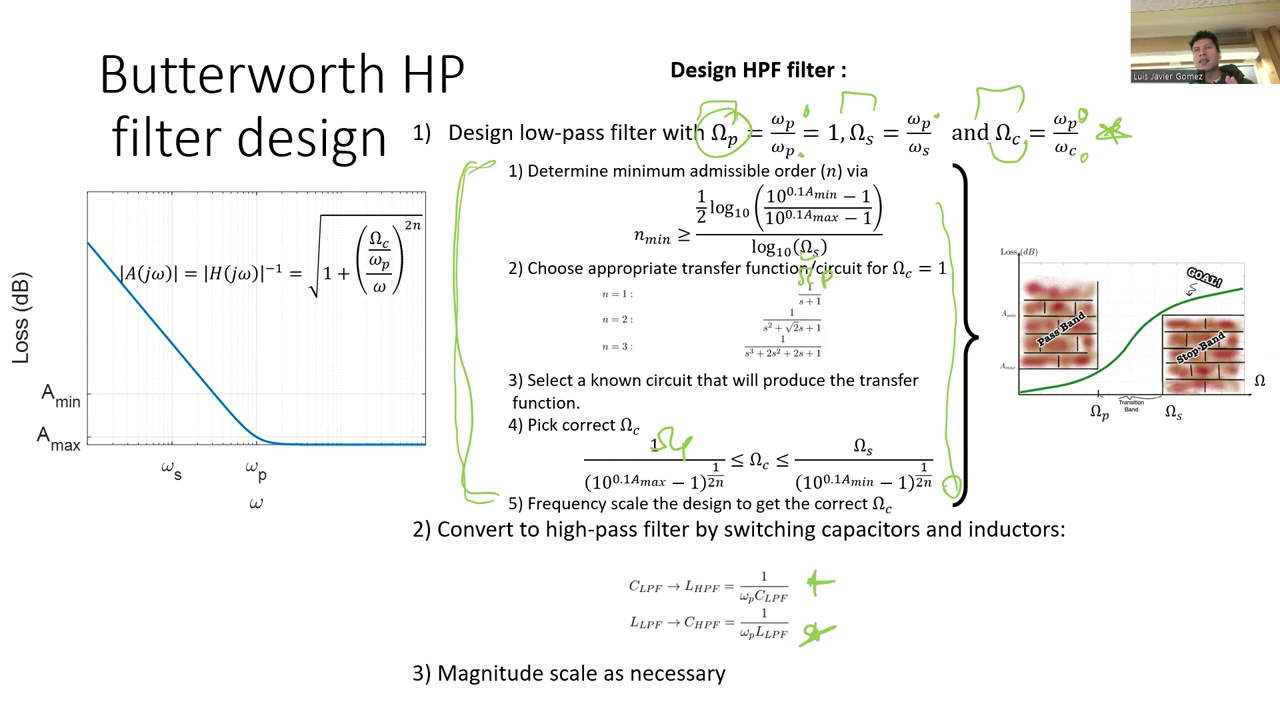 Butterworth HP
filter design
Design HPF filter :
Luis Javier Gomez
1) Design low-pass filter with Ωp = ωp/ωp = 1, Ωs = ωp/ωs and Ωc = ωp/ωc
1) Determine minimum admissible order (n) via
nmin ≥ (1/2 log10((10^0.1Amin − 1)/(10^0.1Amax − 1)))/(log10(Ωs))
Ωp
2) Choose appropriate transfer function/circuit for Ωc = 1
n = 1 : 1/(s + 1)
n = 2 : 1/(s² + √2s + 1)
n = 3 : 1/(s³ + 2s² + 2s + 1)
3) Select a known circuit that will produce the transfer
function.
4) Pick correct Ωc
Ωp
1/(10^0.1Amax − 1)^(1/2n) ≤ Ωc ≤ Ωs/(10^0.1Amin − 1)^(1/2n)
5) Frequency scale the design to get the correct Ωc
2) Convert to high-pass filter by switching capacitors and inductors:
CLPF → LHPF = 1/(ωpCLPF)
LLPF → CHPF = 1/(ωpLLPF)
3) Magnitude scale as necessary
|A(jω)| = |H(jω)|^−1 = √(1 + (Ωc/(ωp/ω))^2n)
Loss (dB)
Amin
Amax
ωs
ωp
ω
Loss (dB)
GOAL!
Amin
Pass Band
Stop Band
Amax
Transition
Band
Ω
Ωp
Ωs